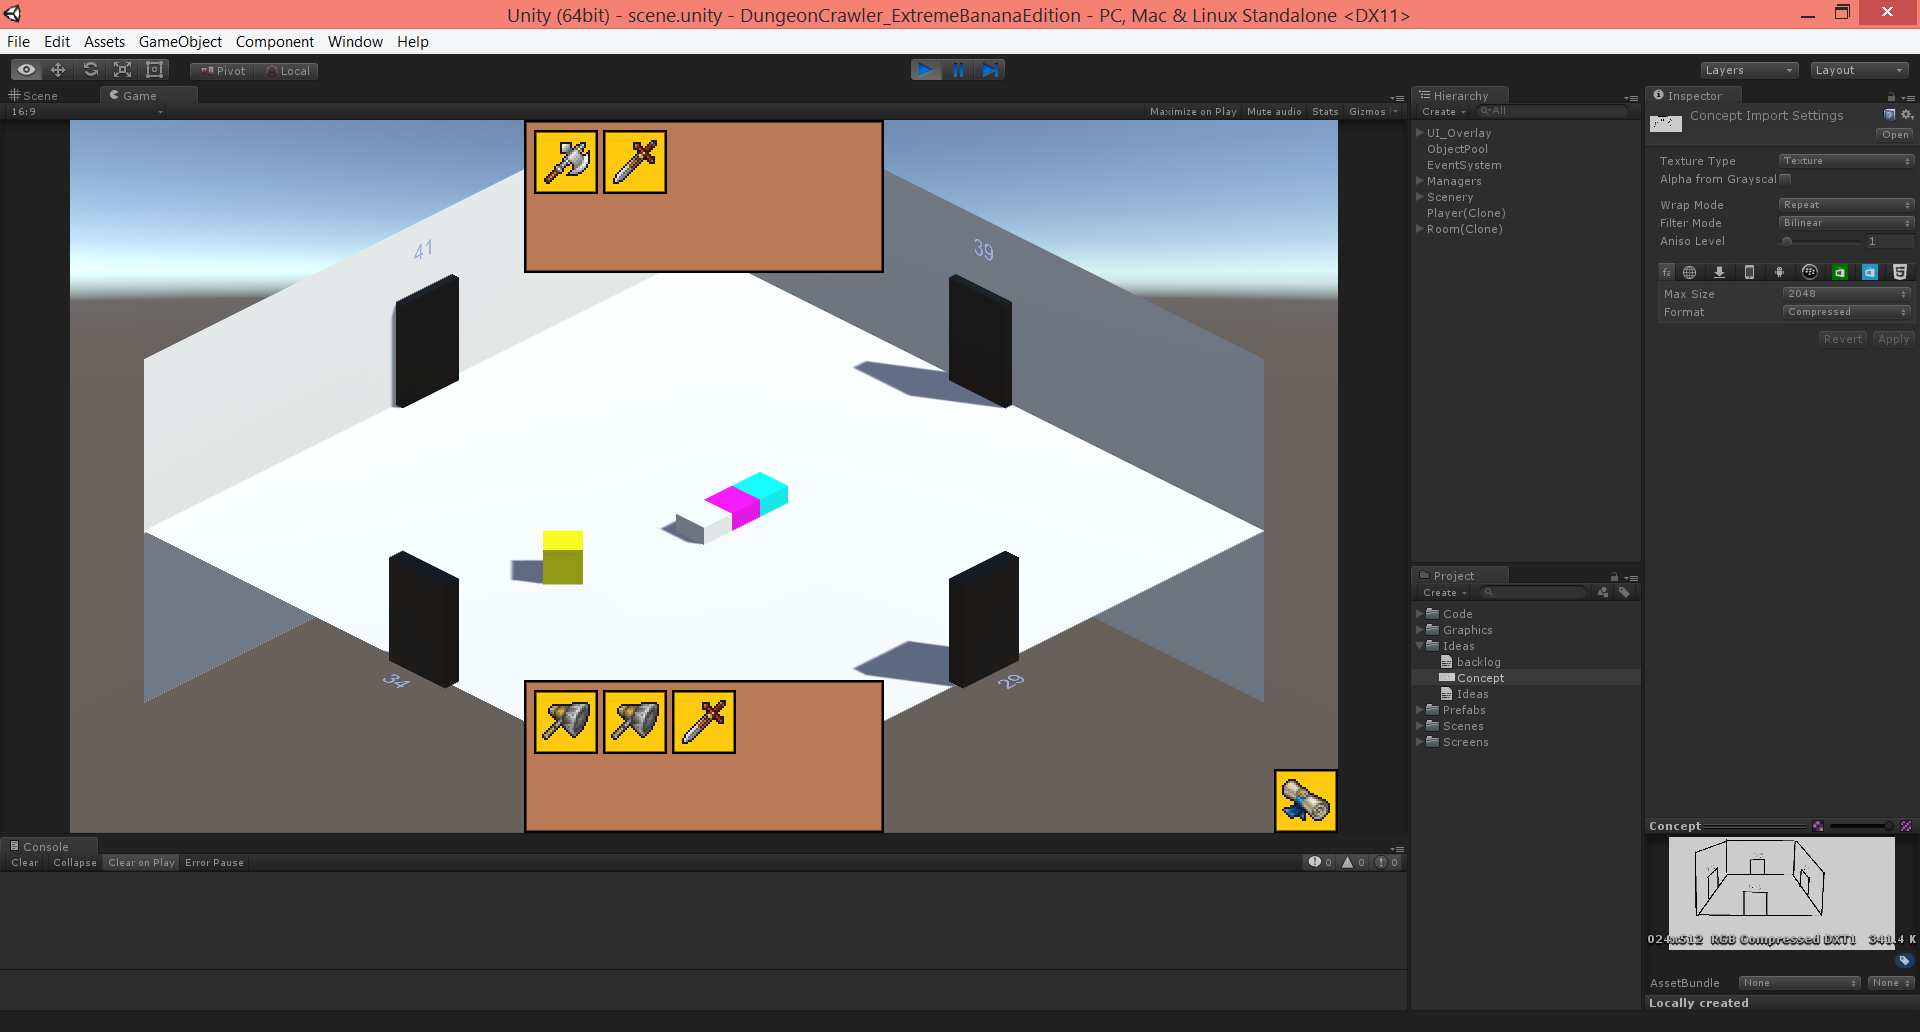 Unity (64bit) - scene.unity - DungeonCrawler_ExtremeBananaEdition - PC, Mac & Linux Standalone <DX11>
File Edit Assets GameObject Component Window Help
Pivot Local Layers Layout
Scene Game
16:9 Maximize on Play Mute audio Stats Gizmos
41
39
34
29
Console
Clear Collapse Clear on Play Error Pause 0 0 0
Hierarchy
Create All
UI_Overlay
ObjectPool
EventSystem
Managers
Scenery
Player(Clone)
Room(Clone)
Project
Create
Code
Graphics
Ideas
backlog
Concept
Ideas
Prefabs
Scenes
Screens
Inspector
Concept Import Settings
Open
Texture Type Texture
Alpha from Grayscal
Wrap Mode Repeat
Filter Mode Bilinear
Aniso Level 1
Max Size 2048
Format Compressed
Revert Apply
Concept
024x512 RGB Compressed DXT1 341.4 K
AssetBundle None None
Locally created